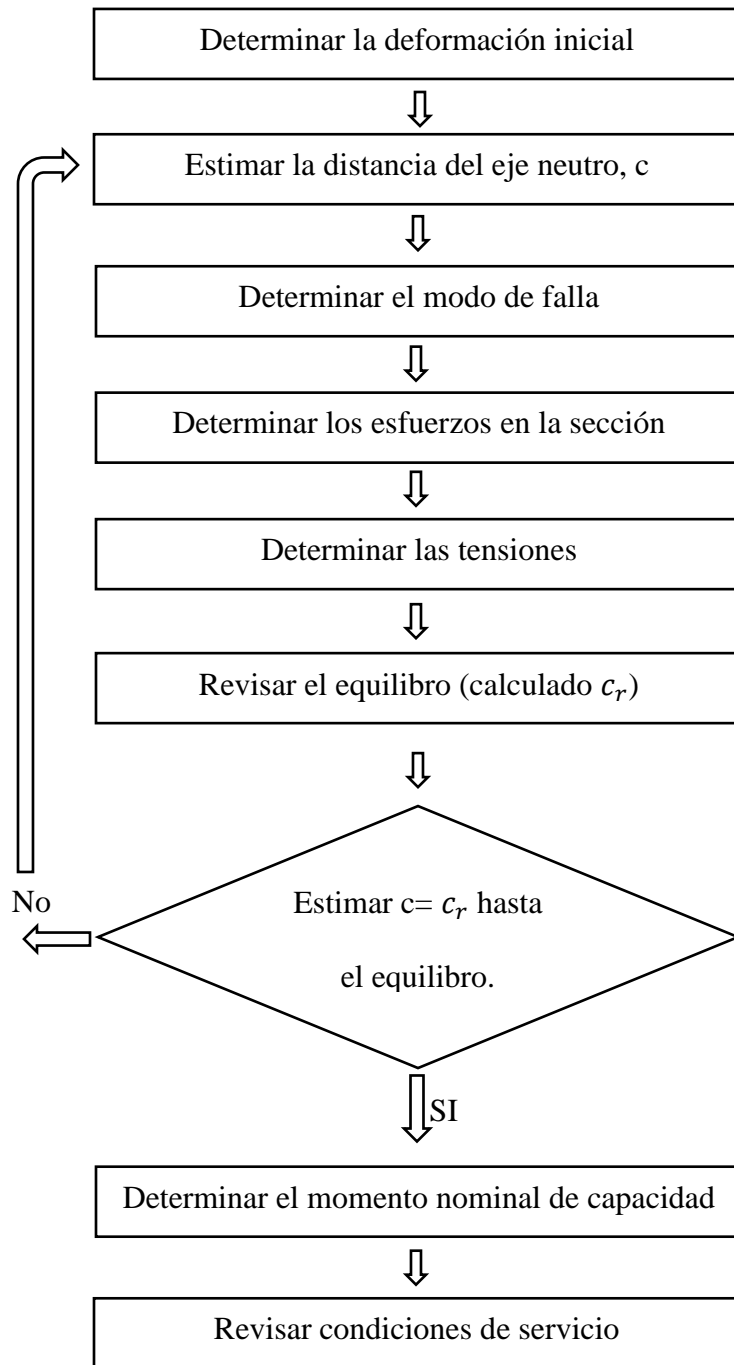 Determinar la deformación inicial
Estimar la distancia del eje neutro, c
Determinar el modo de falla
Determinar los esfuerzos en la sección
Determinar las tensiones
Revisar el equilibro (calculado 𝑐𝑟)
Estimar c= 𝑐𝑟 hasta
el equilibro.
No
SI
Determinar el momento nominal de capacidad
Revisar condiciones de servicio